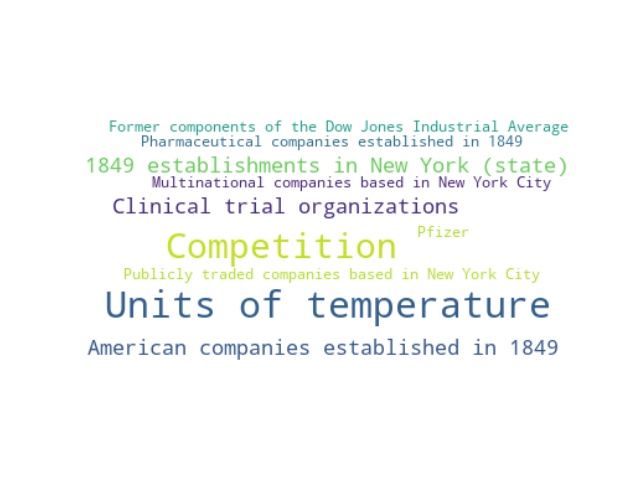 Former components of the Dow Jones Industrial Average
Pharmaceutical companies established in 1849
1849 establishments in New York (state)
Multinational companies based in New York City
Clinical trial organizations
Pfizer
Competition
Publicly traded companies based in New York City
Units of temperature
American companies established in 1849